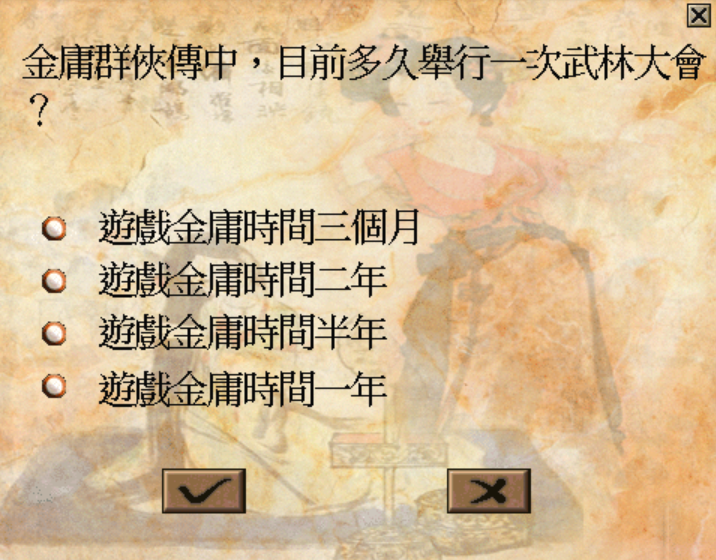 金庸群俠傳中，目前多久舉行一次武林大會
？
遊戲金庸時間三個月
遊戲金庸時間二年
遊戲金庸時間半年
遊戲金庸時間一年